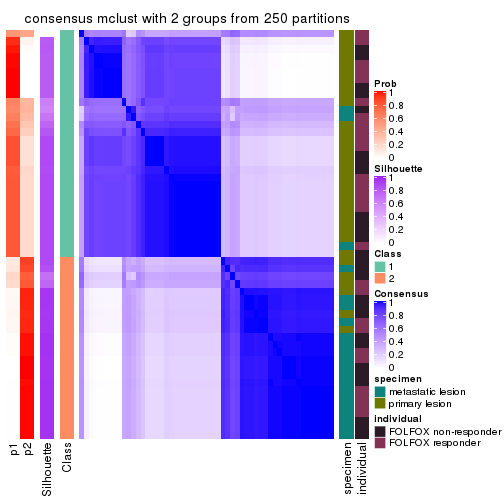 consensus mclust with 2 groups from 250 partitions
Prob
1
0.8
0.6
0.4
0.2
0
Silhouette
1
0.8
0.6
0.4
0.2
0
Class
1
2
Consensus
1
0.8
0.6
0.4
0.2
0
specimen
metastatic lesion
primary lesion
individual
FOLFOX non-responder
FOLFOX responder
p1
p2
Silhouette
Class
specimen
individual